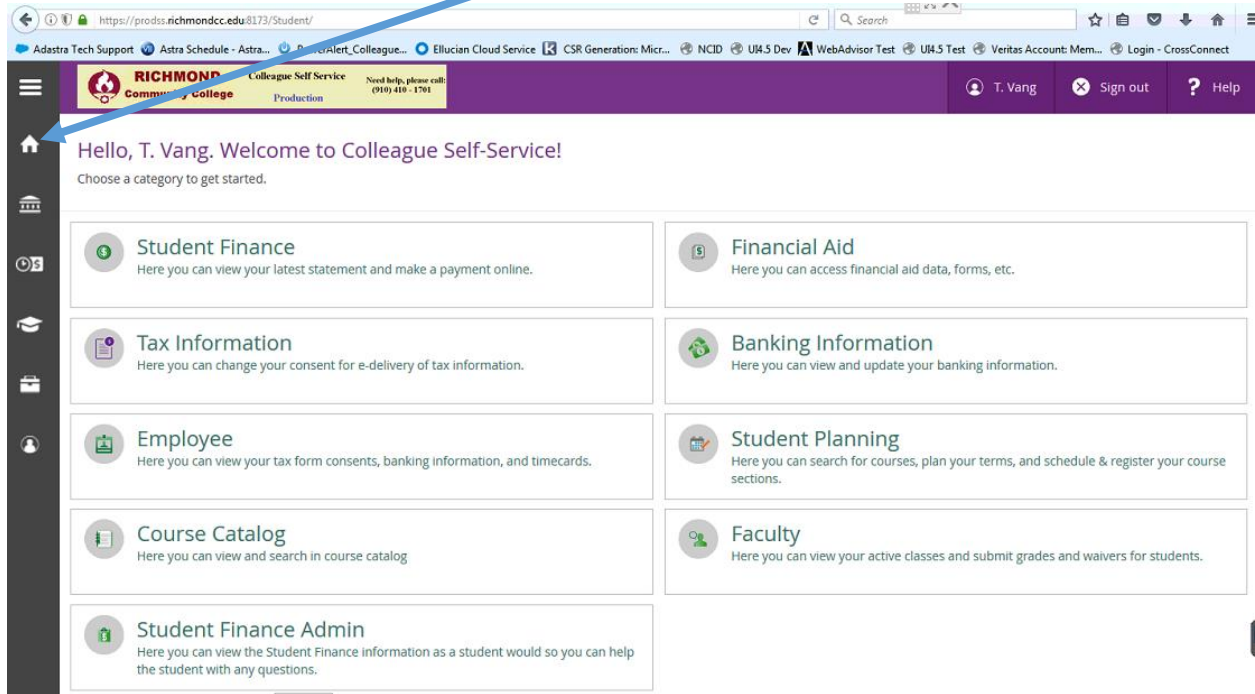 https://prodss.richmondcc.edu:8173/Student/
Search
Adastra Tech Support Astra Schedule - Astra... Alert_Colleague... Ellucian Cloud Service CSR Generation: Micr... NCID UI4.5 Dev WebAdvisor Test UI4.5 Test Veritas Account: Mem... Login - CrossConnect
RICHMOND
Community College
Colleague Self Service
Production
Need help, please call:
(910) 410 - 1701
T. Vang
Sign out
? Help
Hello, T. Vang. Welcome to Colleague Self-Service!
Choose a category to get started.
Student Finance
Here you can view your latest statement and make a payment online.
Financial Aid
Here you can access financial aid data, forms, etc.
Tax Information
Here you can change your consent for e-delivery of tax information.
Banking Information
Here you can view and update your banking information.
Employee
Here you can view your tax form consents, banking information, and timecards.
Student Planning
Here you can search for courses, plan your terms, and schedule & register your course
sections.
Course Catalog
Here you can view and search in course catalog
Faculty
Here you can view your active classes and submit grades and waivers for students.
Student Finance Admin
Here you can view the Student Finance information as a student would so you can help
the student with any questions.